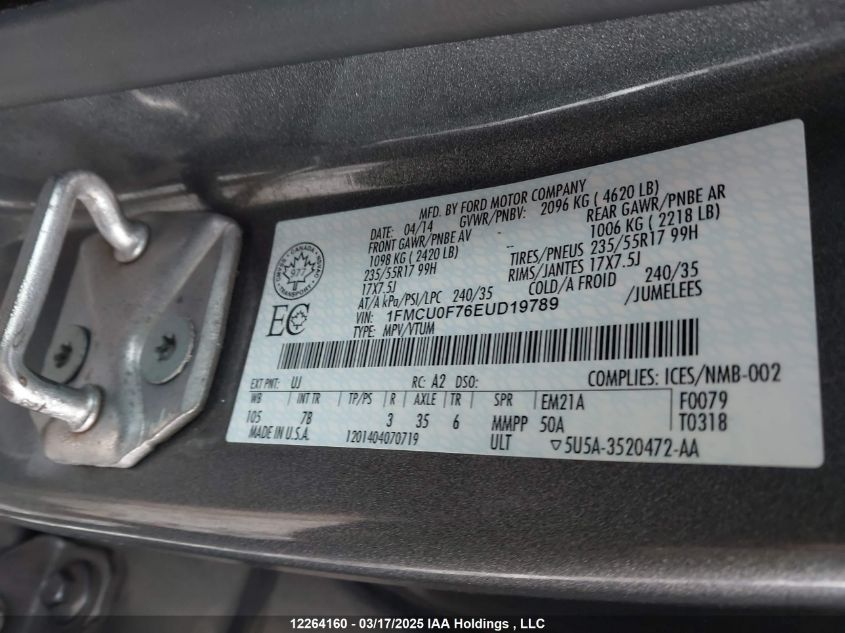 MFD. BY FORD MOTOR COMPANY
DATE: 04/14 GVWR/PNBV: 2096 KG ( 4620 LB)
FRONT GAWR/PNBE AV REAR GAWR/PNBE AR
1098 KG ( 2420 LB) -- 1006 KG ( 2218 LB)
235/55R17 99H TIRES/PNEUS 235/55R17 99H
17X7.5J RIMS/JANTES 17X7.5J
AT/A kPa/PSI/LPC 240/35 COLD/A FROID 240/35
VIN: 1FMCU0F76EUD19789 /JUMELEES
TYPE: MPV/VTUM
CANADA
TRANSPORT
977
EC
EXT PNT: UJ RC: A2 DSO: COMPLIES: ICES/NMB-002
WB INT TR TP/PS R AXLE TR SPR EM21A F0079
105 7B 3 35 6 MMPP 50A T0318
MADE IN U.S.A. 1201404070719 ULT ▽5U5A-3520472-AA
12264160 - 03/17/2025 IAA Holdings , LLC